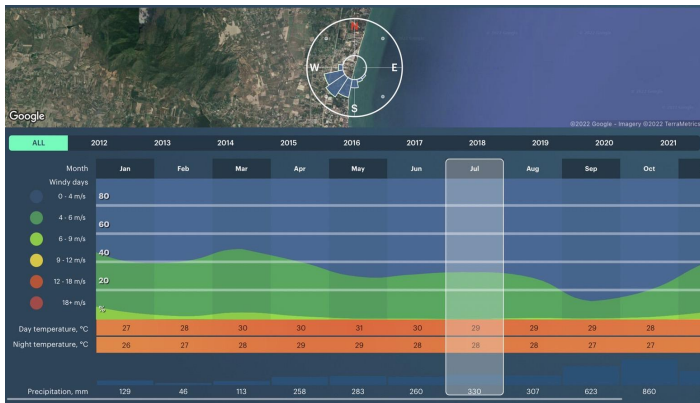 N
W
E
S
Google
©2022 Google - Imagery ©2022 TerraMetrics
ALL 2012 2013 2014 2015 2016 2017 2018 2019 2020 2021
Month Jan Feb Mar Apr May Jun Jul Aug Sep Oct
Windy days
0 - 4 m/s 80
4 - 6 m/s 60
6 - 9 m/s 40
9 - 12 m/s
12 - 18 m/s 20
18+ m/s %
Day temperature, °C 27 28 30 30 31 30 29 29 29 28
Night temperature, °C 26 27 28 29 29 28 28 28 27 27
Precipitation, mm 129 46 113 258 283 260 330 307 623 860